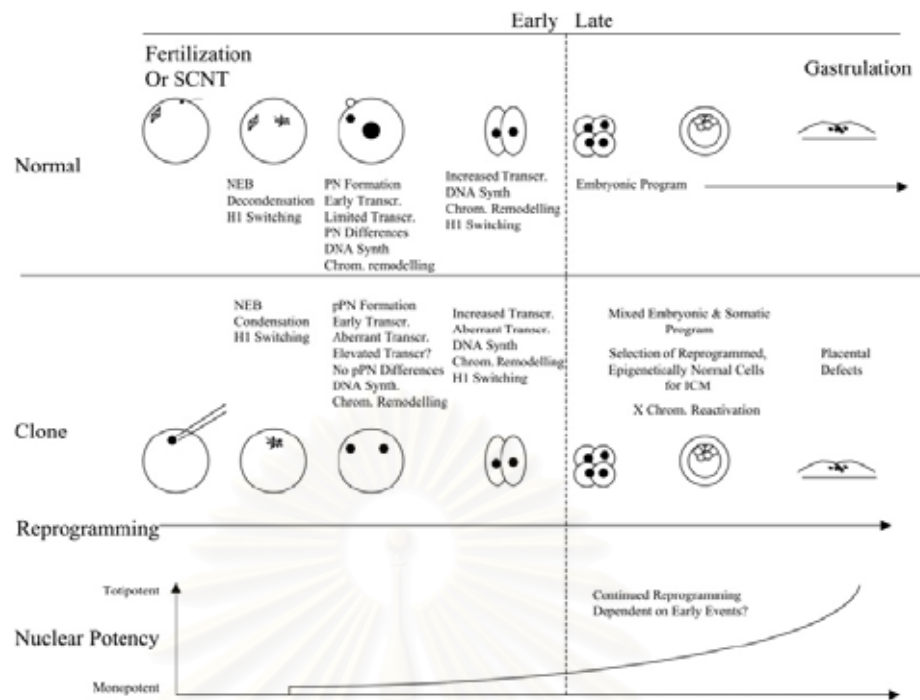 Early Late
Fertilization
Or SCNT
Gastrulation
Normal
NEB
Decondensation
H1 Switching
PN Formation
Early Transcr.
Limited Transcr.
PN Differences
DNA Synth
Chrom. remodelling
Increased Transcr.
DNA Synth
Chrom. Remodelling
H1 Switching
Embryonic Program
Clone
NEB
Condensation
H1 Switching
pPN Formation
Early Transcr.
Aberrant Transcr.
Elevated Transcr?
No pPN Differences
DNA Synth.
Chrom. Remodelling
Increased Transcr.
Aberrant Transcr.
DNA Synth
Chrom. Remodelling
H1 Switching
Mixed Embryonic & Somatic
Program
Selection of Reprogrammed,
Epigenetically Normal Cells
for ICM
X Chrom. Reactivation
Placental
Defects
Reprogramming
Nuclear Potency
Totipotent
Monopotent
Continued Reprogramming
Dependent on Early Events?